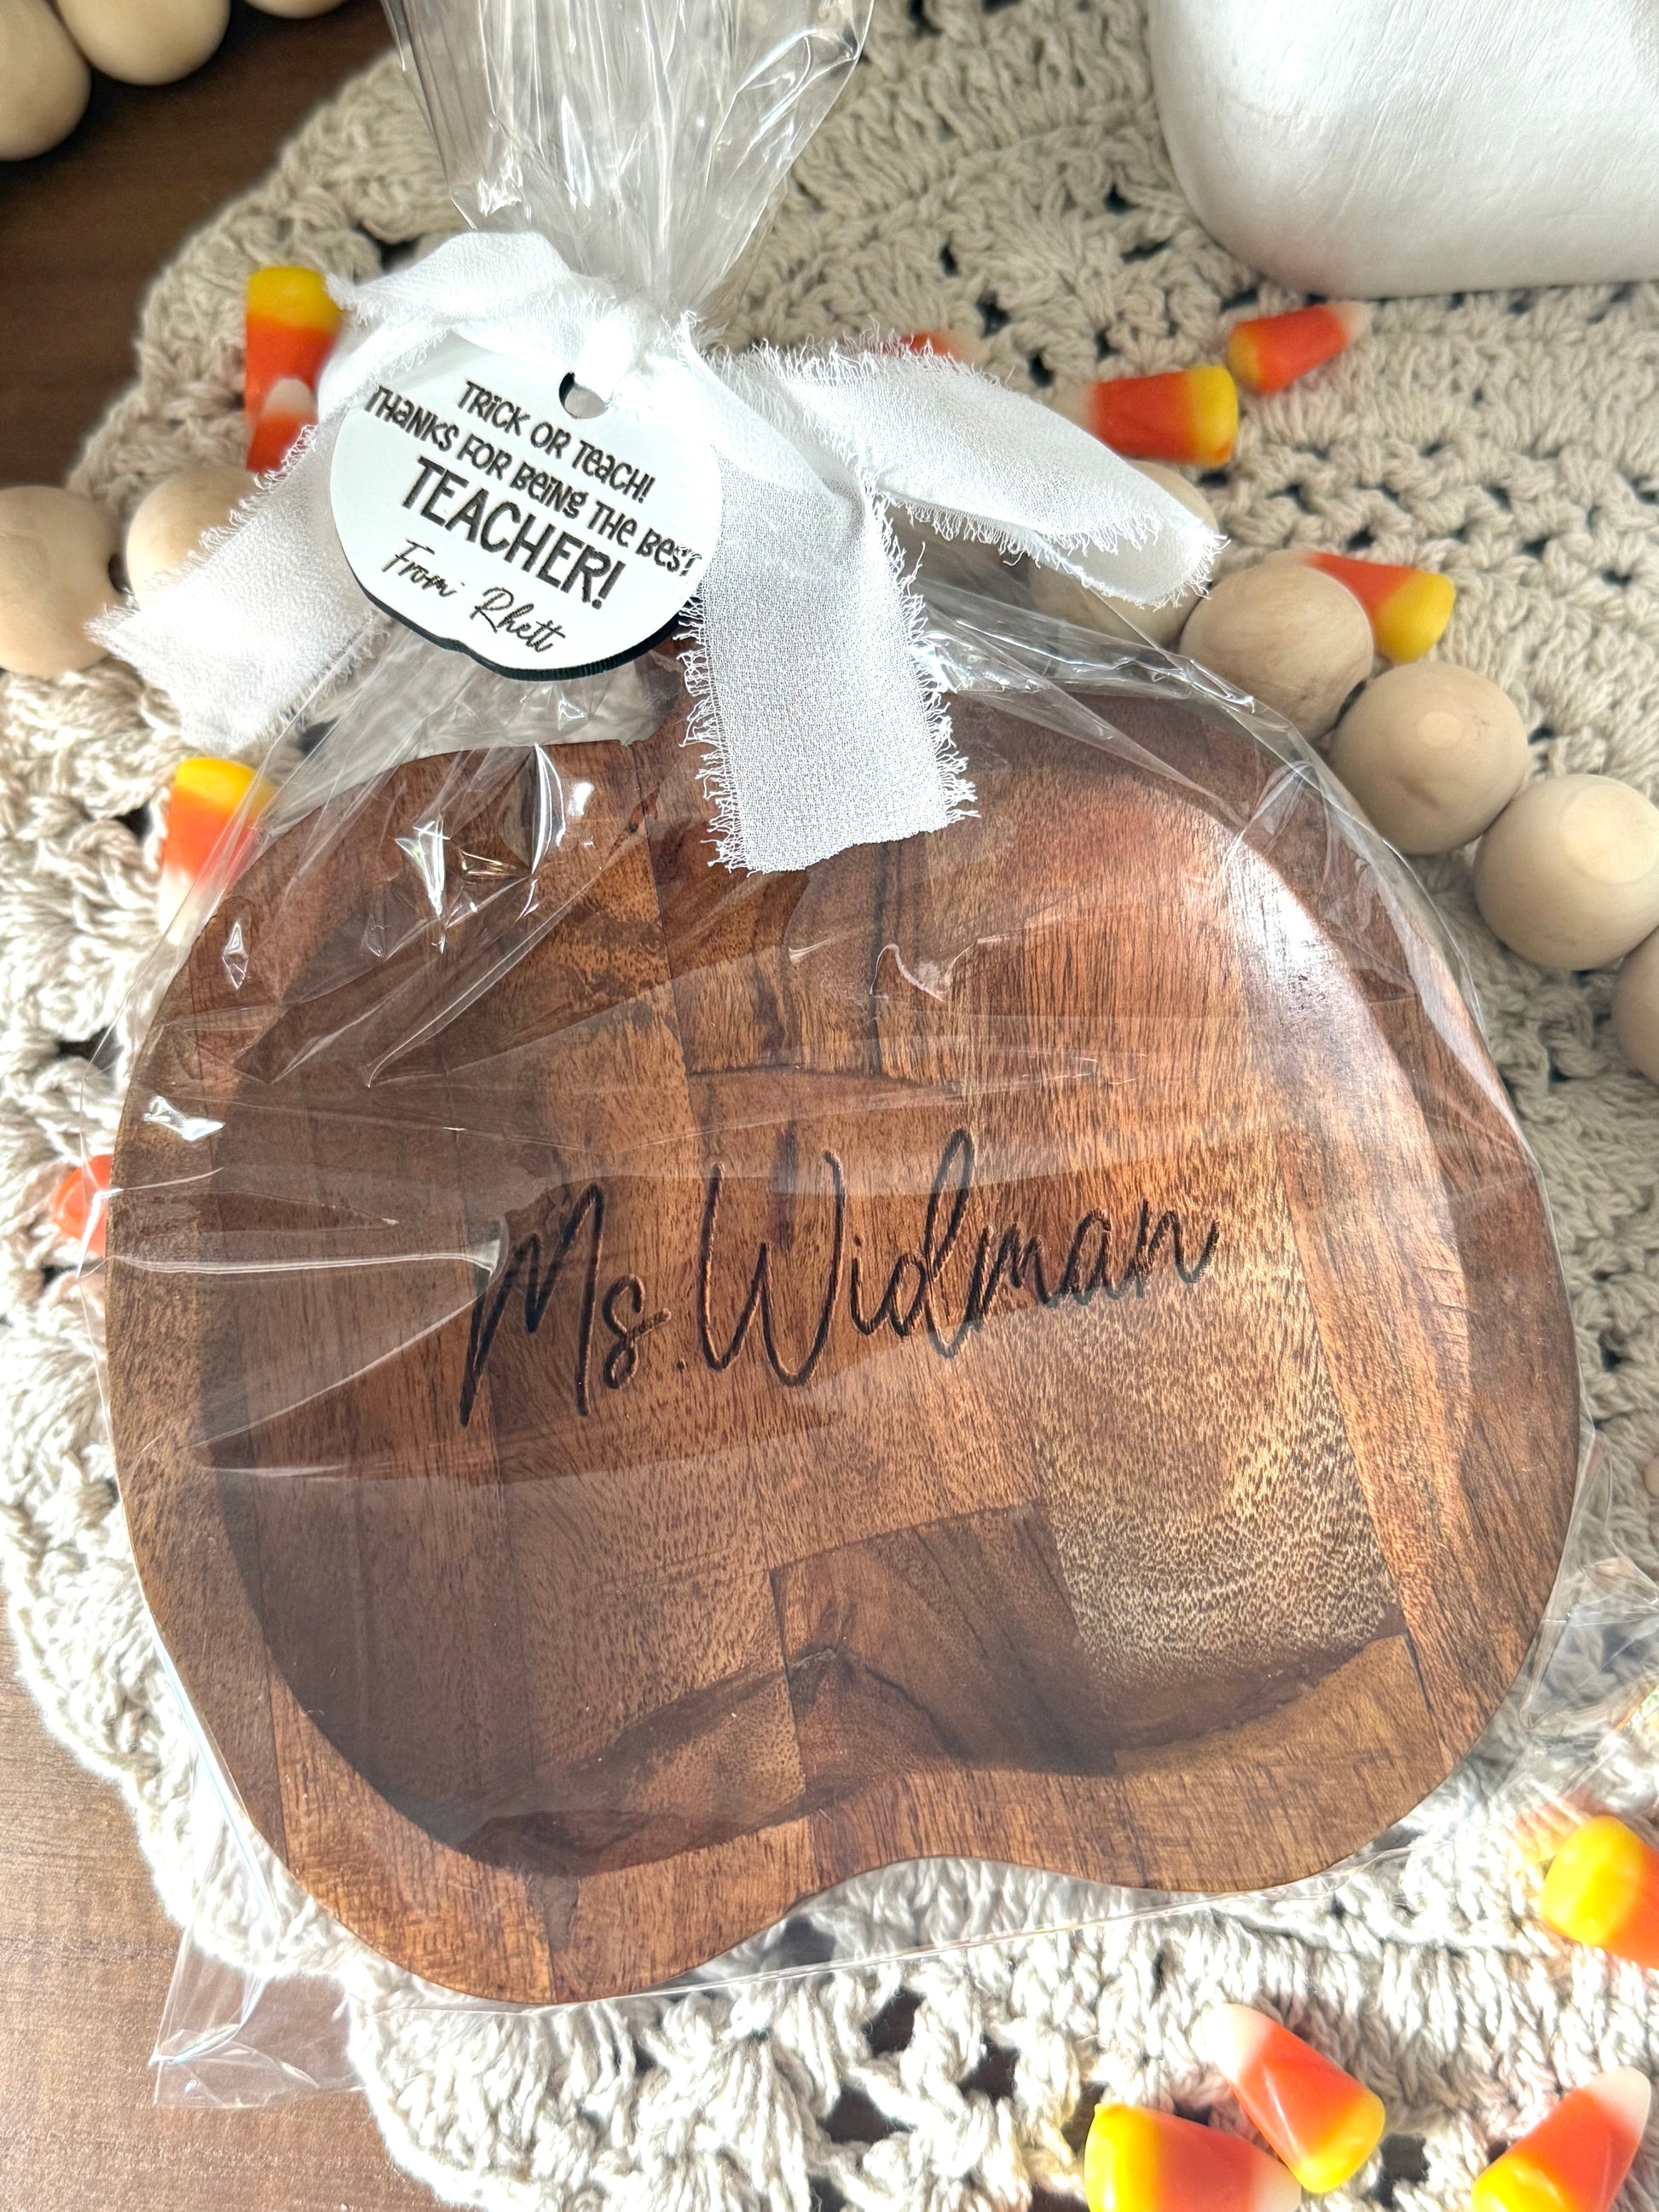 TRICK OR TEACH!
THANKS FOR BEING THE BEST
TEACHER!
From Rhett
Ms. Widman